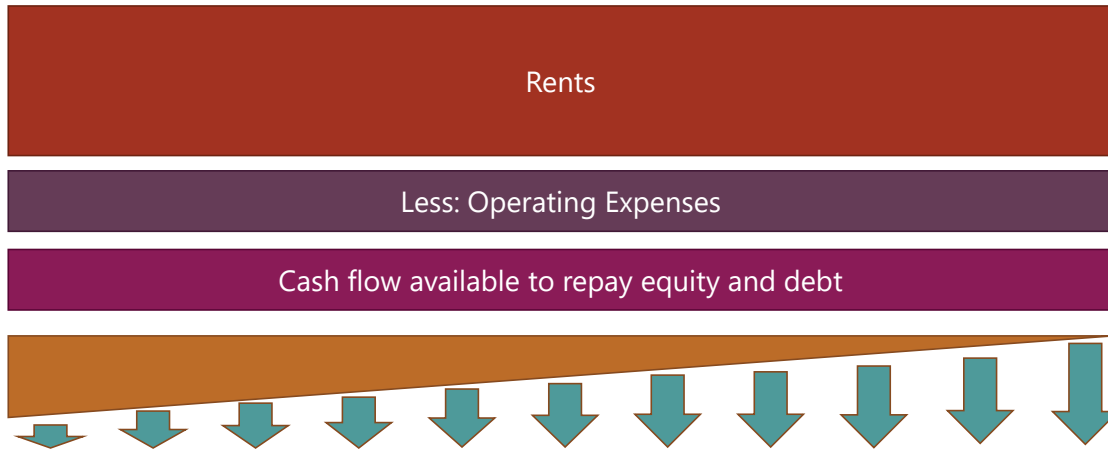 Rents
Less: Operating Expenses
Cash flow available to repay equity and debt